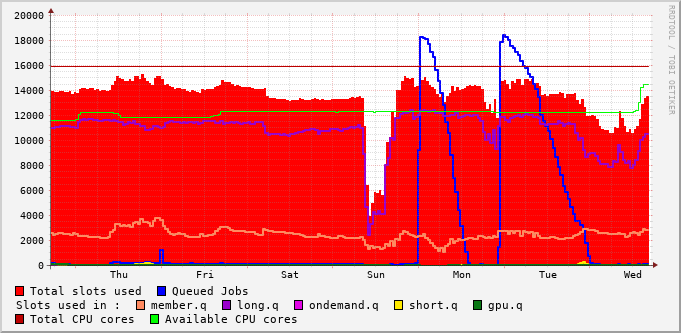 20000
18000
16000
14000
12000
10000
8000
6000
4000
2000
0
Thu Fri Sat Sun Mon Tue Wed
RRDTOOL / TOBI OETIKER
Total slots used Queued Jobs
Slots used in : member.q long.q ondemand.q short.q gpu.q
Total CPU cores Available CPU cores